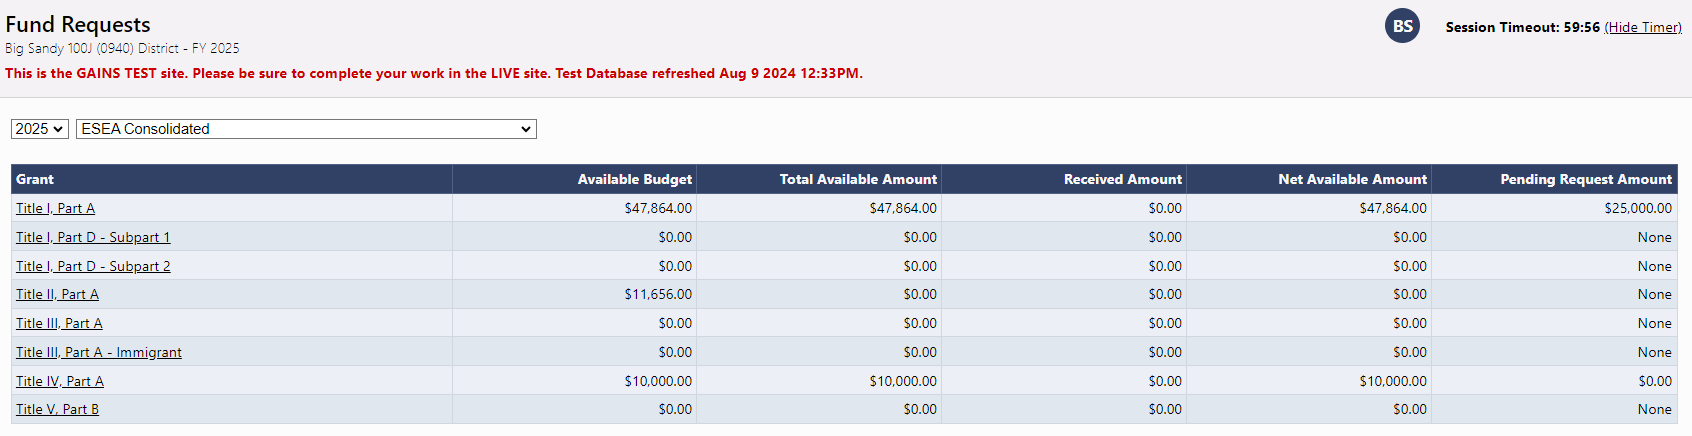 Fund Requests
Big Sandy 100J (0940) District - FY 2025
BS
Session Timeout: 59:56 (Hide Timer)
This is the GAINS TEST site. Please be sure to complete your work in the LIVE site. Test Database refreshed Aug 9 2024 12:33PM.
2025 ESEA Consolidated
Grant Available Budget Total Available Amount Received Amount Net Available Amount Pending Request Amount
Title I, Part A $47,864.00 $47,864.00 $0.00 $47,864.00 $25,000.00
Title I, Part D - Subpart 1 $0.00 $0.00 $0.00 $0.00 None
Title I, Part D - Subpart 2 $0.00 $0.00 $0.00 $0.00 None
Title II, Part A $11,656.00 $0.00 $0.00 $0.00 None
Title III, Part A $0.00 $0.00 $0.00 $0.00 None
Title III, Part A - Immigrant $0.00 $0.00 $0.00 $0.00 None
Title IV, Part A $10,000.00 $10,000.00 $0.00 $10,000.00 $0.00
Title V, Part B $0.00 $0.00 $0.00 $0.00 None